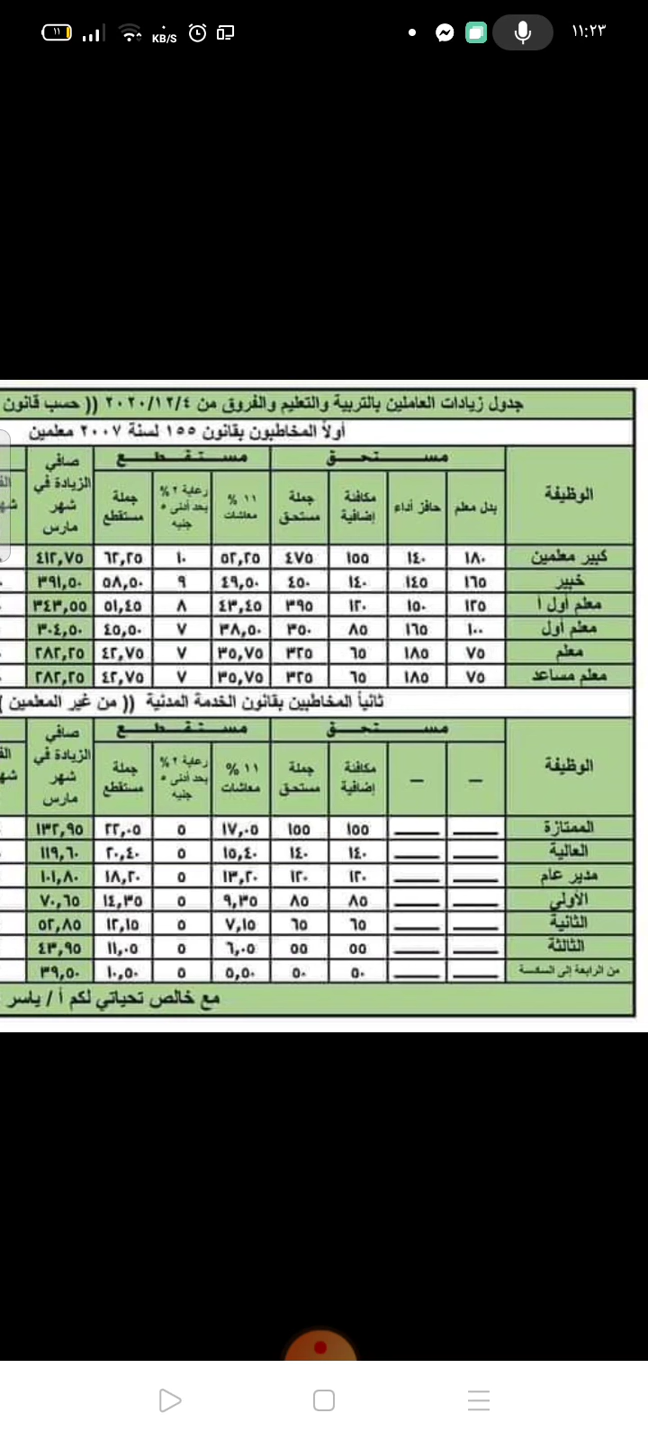 ١١
KB/S
١١:٢٣
جدول زيادات العاملين بالتربية والتعليم والفروق من ٢٠٢٠/١٢/٤ (( حسب قانون
أولاً المخاطبون بقانون ١٥٥ لسنة ٢٠٠٧ معلمين
الوظيفة مستحق مستقطع صافي الزيادة في شهر مارس
بدل معلم حافز أداء مكافئة إضافية جملة مستحق ١١ % معاشات رعاية ٢ % بحد أدنى ٥ جنيه جملة مستقطع
كبير معلمين ١٨٠ ١٤٠ ١٥٥ ٤٧٥ ٥٢,٢٥ ١٠ ٦٢,٢٥ ٤١٢,٧٥
خبير ١٦٥ ١٤٥ ١٤٠ ٤٥٠ ٤٩,٥٠ ٩ ٥٨,٥٠ ٣٩١,٥٠
معلم أول أ ١٢٥ ١٥٠ ١٢٠ ٣٩٥ ٤٣,٤٥ ٨ ٥١,٤٥ ٣٤٣,٥٥
معلم أول ١٠٠ ١٦٥ ٨٥ ٣٥٠ ٣٨,٥٠ ٧ ٤٥,٥٠ ٣٠٤,٥٠
معلم ٧٥ ١٨٥ ٦٥ ٣٢٥ ٣٥,٧٥ ٧ ٤٢,٧٥ ٢٨٢,٢٥
معلم مساعد ٧٥ ١٨٥ ٦٥ ٣٢٥ ٣٥,٧٥ ٧ ٤٢,٧٥ ٢٨٢,٢٥
ثانياً المخاطبين بقانون الخدمة المدنية (( من غير المعلمين )
الوظيفة مستحق مستقطع صافي الزيادة في شهر مارس
— — مكافئة إضافية جملة مستحق ١١ % معاشات رعاية ٢ % بحد أدنى ٥ جنيه جملة مستقطع
الممتازة ١٥٥ ١٥٥ ١٧,٠٥ ٥ ٢٢,٠٥ ١٣٢,٩٥
العالية ١٤٠ ١٤٠ ١٥,٤٠ ٥ ٢٠,٤٠ ١١٩,٦٠
مدير عام ١٢٠ ١٢٠ ١٣,٢٠ ٥ ١٨,٢٠ ١٠١,٨٠
الأولي ٨٥ ٨٥ ٩,٣٥ ٥ ١٤,٣٥ ٧٠,٦٥
الثانية ٦٥ ٦٥ ٧,١٥ ٥ ١٢,١٥ ٥٢,٨٥
الثالثة ٥٥ ٥٥ ٦,٠٥ ٥ ١١,٠٥ ٤٣,٩٥
من الرابعة إلى السادسة ٥٠ ٥٠ ٥,٥٠ ٥ ١٠,٥٠ ٣٩,٥٠
مع خالص تحياتي لكم أ / ياسر